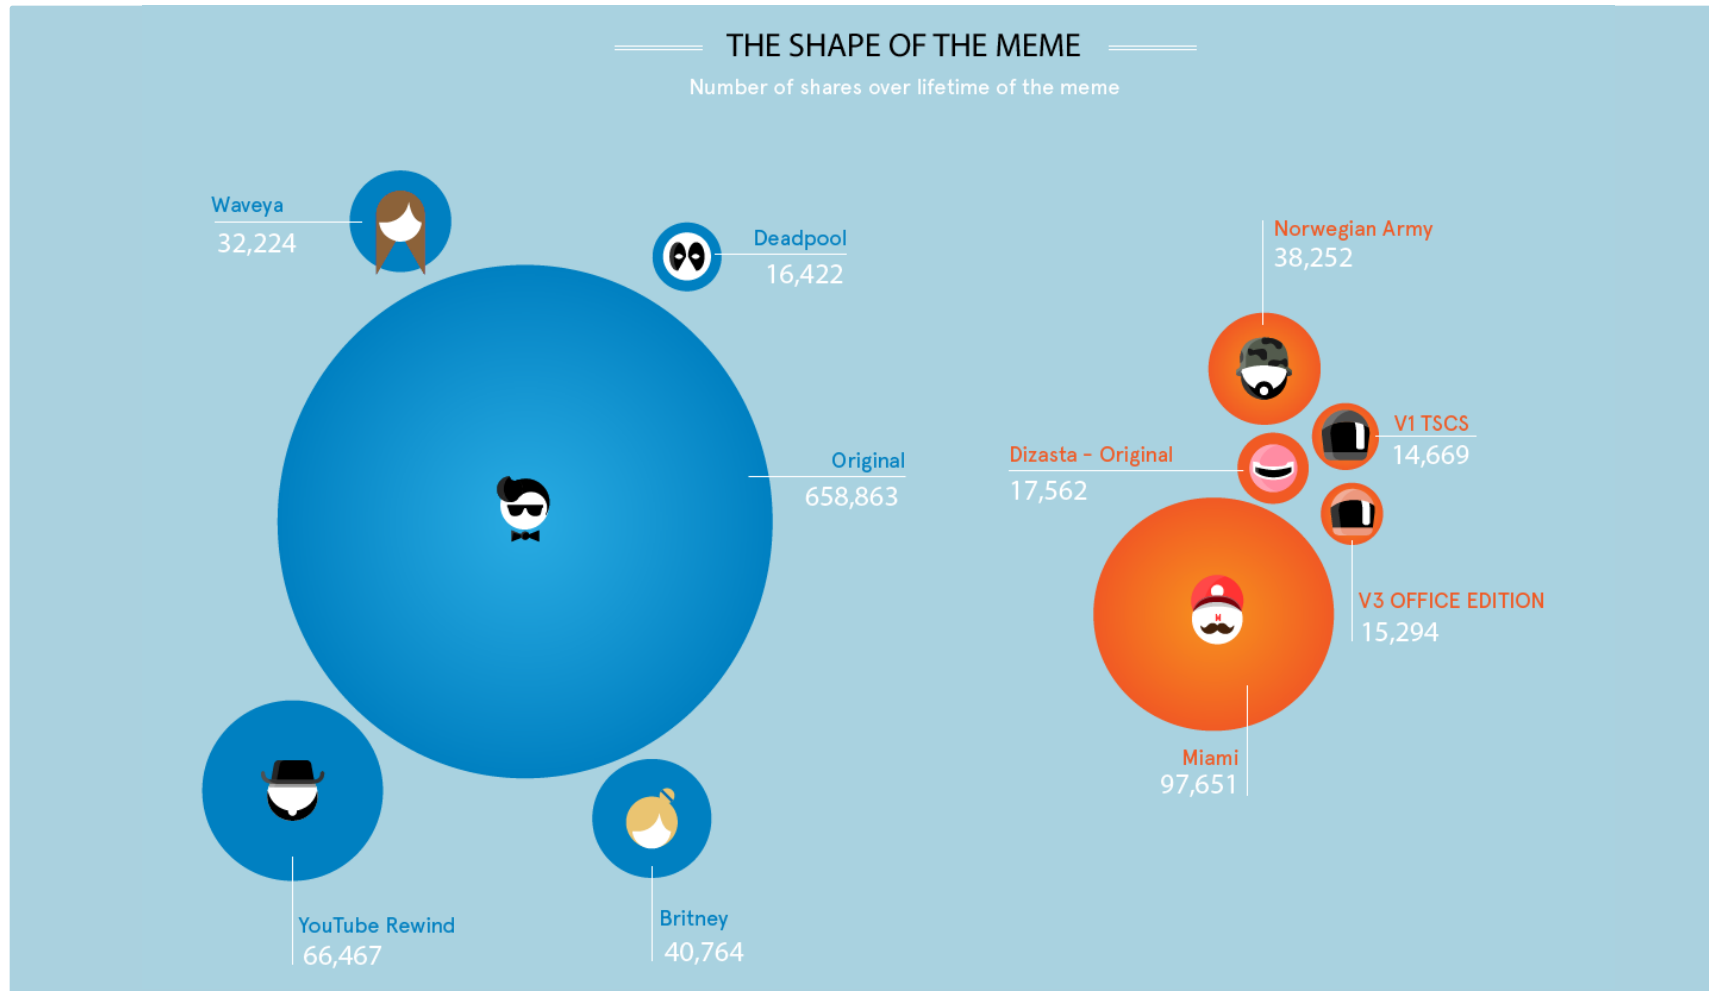 THE SHAPE OF THE MEME
Number of shares over lifetime of the meme
Waveya
32,224
Deadpool
16,422
Original
658,863
YouTube Rewind
66,467
Britney
40,764
Norwegian Army
38,252
V1 TSCS
14,669
Dizasta - Original
17,562
V3 OFFICE EDITION
15,294
Miami
97,651